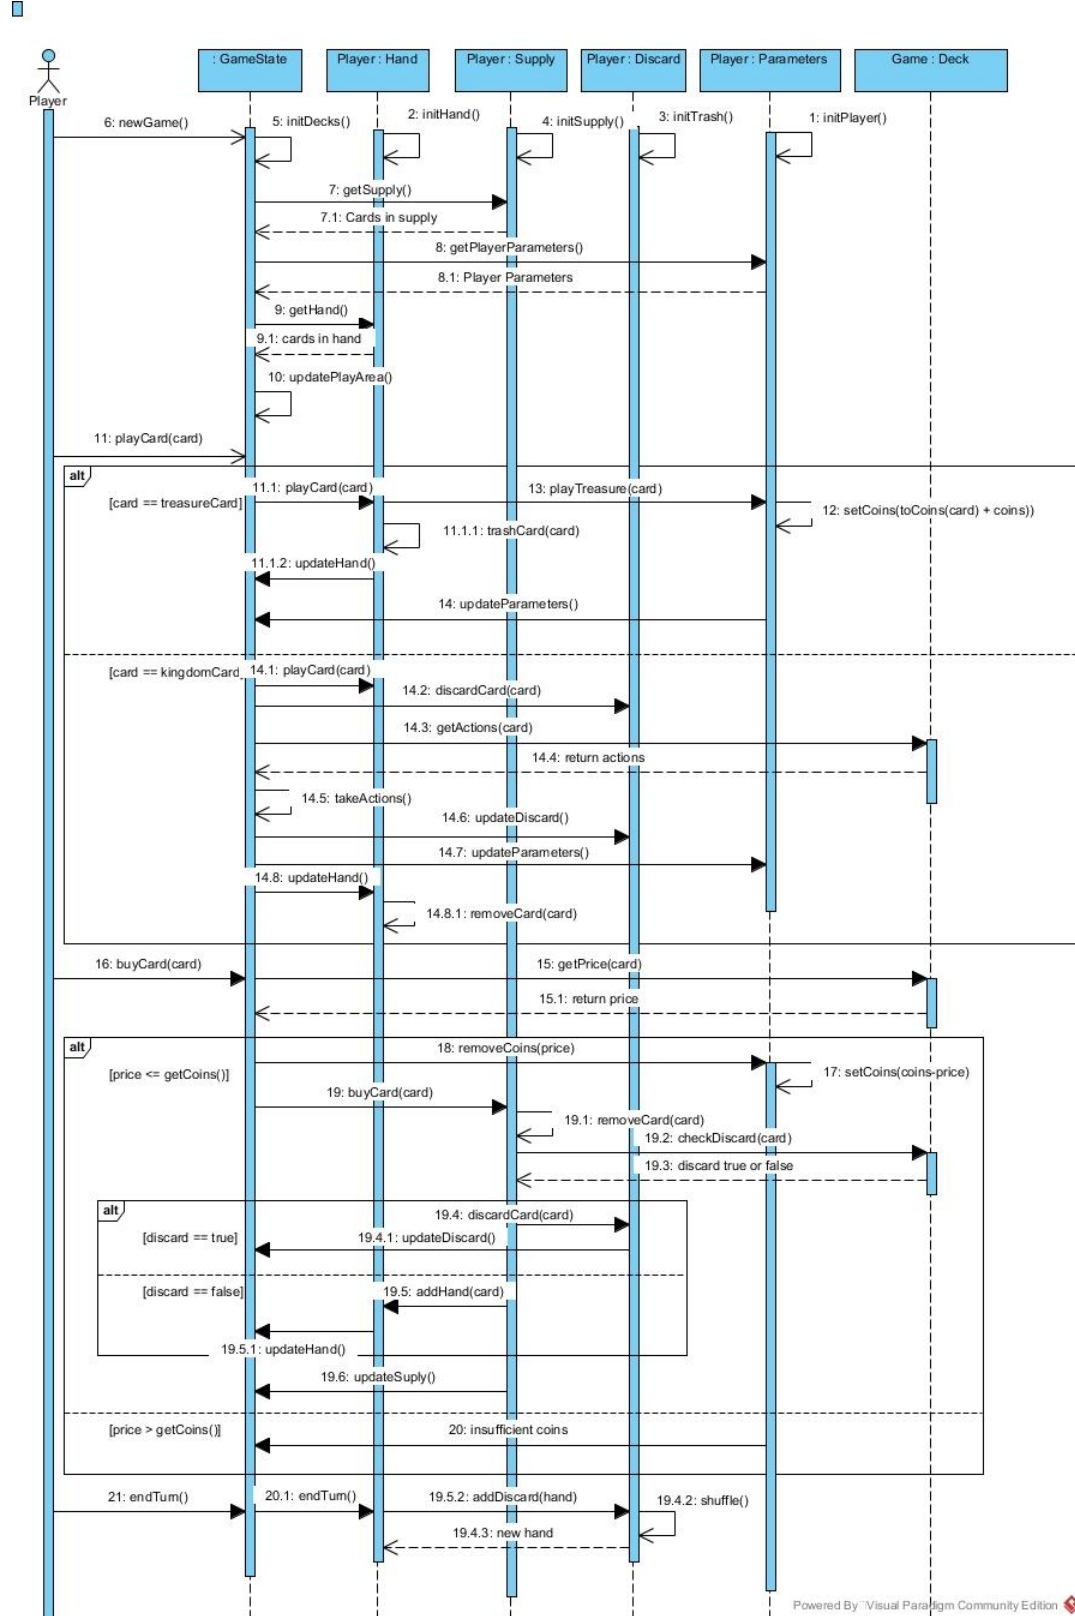 : GameState
Player : Hand
Player : Supply
Player : Discard
Player : Parameters
Game : Deck
Player
6: newGame()
5: initDecks()
2: initHand()
4: initSupply()
3: initTrash()
1: initPlayer()
7: getSupply()
7.1: Cards in supply
8: getPlayerParameters()
8.1: Player Parameters
9: getHand()
9.1: cards in hand
10: updatePlayArea()
11: playCard(card)
alt
[card == treasureCard]
11.1: playCard(card)
13: playTreasure(card)
12: setCoins(toCoins(card) + coins))
11.1.1: trashCard(card)
11.1.2: updateHand()
14: updateParameters()
[card == kingdomCard
14.1: playCard(card)
14.2: discardCard(card)
14.3: getActions(card)
14.4: return actions
14.5: takeActions()
14.6: updateDiscard()
14.7: updateParameters()
14.8: updateHand()
14.8.1: removeCard(card)
16: buyCard(card)
15: getPrice(card)
15.1: return price
alt
[price <= getCoins()]
18: removeCoins(price)
17: setCoins(coins-price)
19: buyCard(card)
19.1: removeCard(card)
19.2: checkDiscard(card)
19.3: discard true or false
alt
[discard == true]
19.4: discardCard(card)
19.4.1: updateDiscard()
[discard == false]
19.5: addHand(card)
19.5.1: updateHand()
19.6: updateSuply()
[price > getCoins()]
20: insufficient coins
21: endTurn()
20.1: endTurn()
19.5.2: addDiscard(hand)
19.4.2: shuffle()
19.4.3: new hand
Powered By Visual Paradigm Community Edition